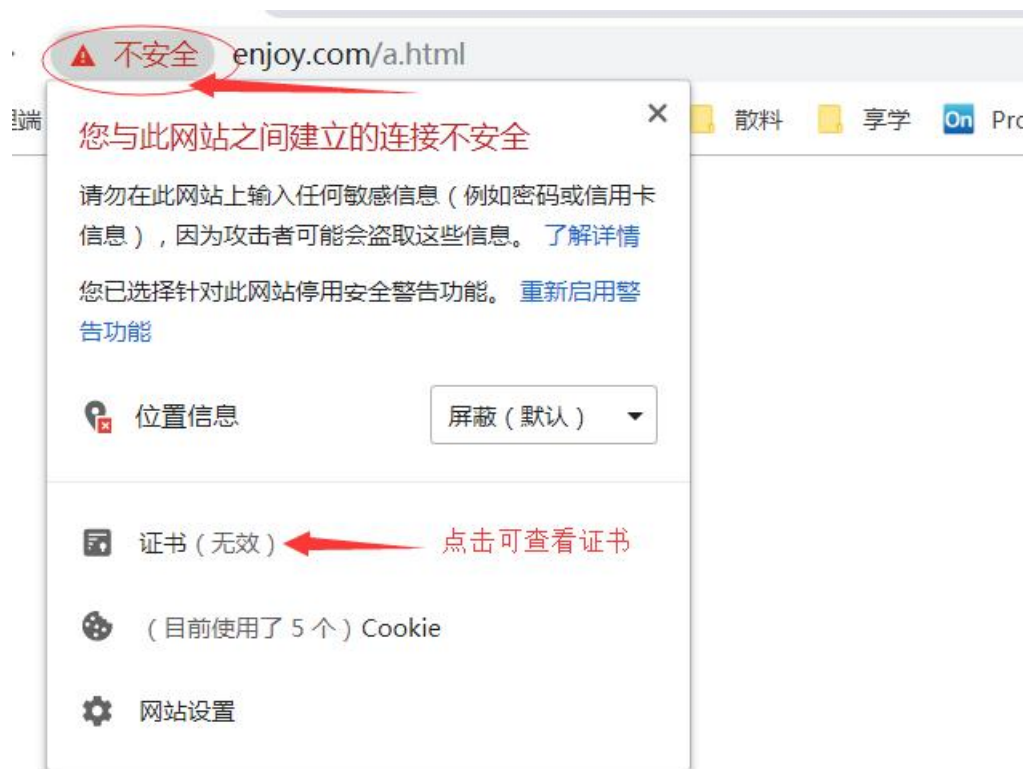 不安全 enjoy.com/a.html
端
散料 享学 On Pro
您与此网站之间建立的连接不安全
请勿在此网站上输入任何敏感信息（例如密码或信用卡
信息），因为攻击者可能会盗取这些信息。 了解详情
您已选择针对此网站停用安全警告功能。 重新启用警
告功能
位置信息 屏蔽（默认）
证书（无效） 点击可查看证书
（目前使用了 5 个）Cookie
网站设置